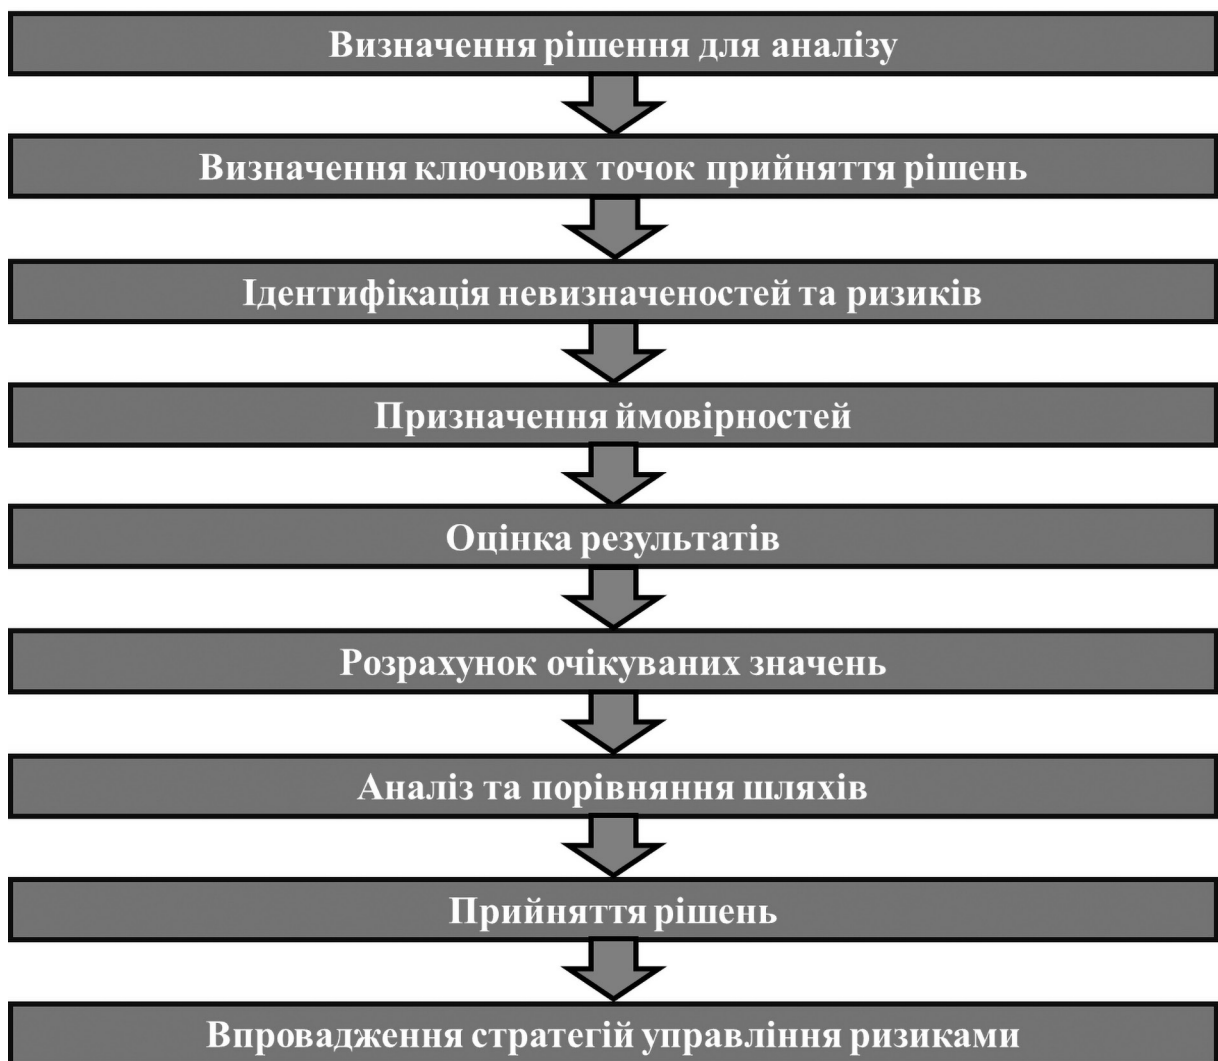 Визначення рішення для аналізу
Визначення ключових точок прийняття рішень
Ідентифікація невизначеностей та ризиків
Призначення ймовірностей
Оцінка результатів
Розрахунок очікуваних значень
Аналіз та порівняння шляхів
Прийняття рішень
Впровадження стратегій управління ризиками